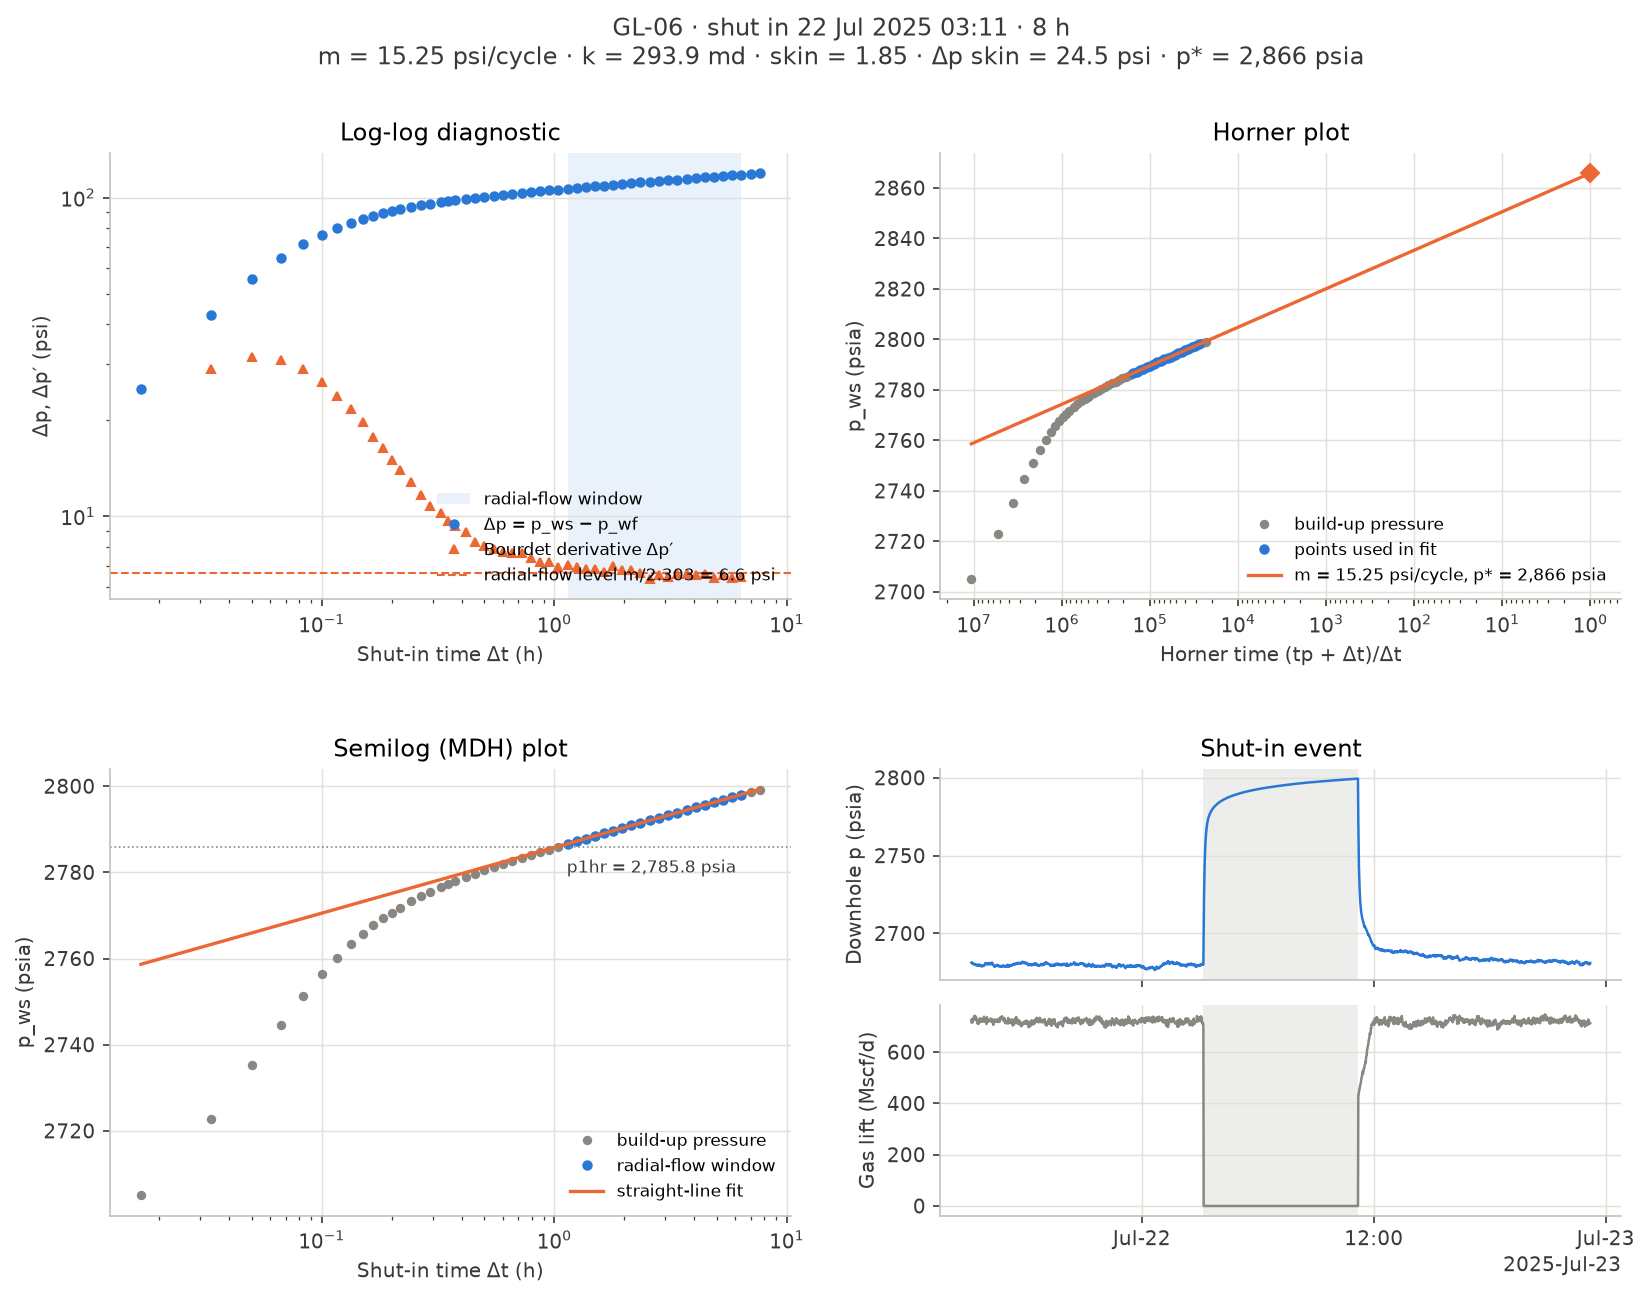 GL-06 · shut in 22 Jul 2025 03:11 · 8 h
m = 15.25 psi/cycle · k = 293.9 md · skin = 1.85 · Δp skin = 24.5 psi · p* = 2,866 psia
Log-log diagnostic
Δp, Δp′ (psi)
10²
10¹
radial-flow window
Δp = p_ws − p_wf
Bourdet derivative Δp′
radial-flow level m/2.303 = 6.6 psi
10⁻¹
10⁰
10¹
Shut-in time Δt (h)
Horner plot
p_ws (psia)
2860
2840
2820
2800
2780
2760
2740
2720
2700
build-up pressure
points used in fit
m = 15.25 psi/cycle, p* = 2,866 psia
10⁷
10⁶
10⁵
10⁴
10³
10²
10¹
10⁰
Horner time (tp + Δt)/Δt
Semilog (MDH) plot
p_ws (psia)
2800
2780
2760
2740
2720
p1hr = 2,785.8 psia
build-up pressure
radial-flow window
straight-line fit
10⁻¹
10⁰
10¹
Shut-in time Δt (h)
Shut-in event
Downhole p (psia)
2800
2750
2700
Gas lift (Mscf/d)
600
400
200
0
Jul-22
12:00
Jul-23
2025-Jul-23